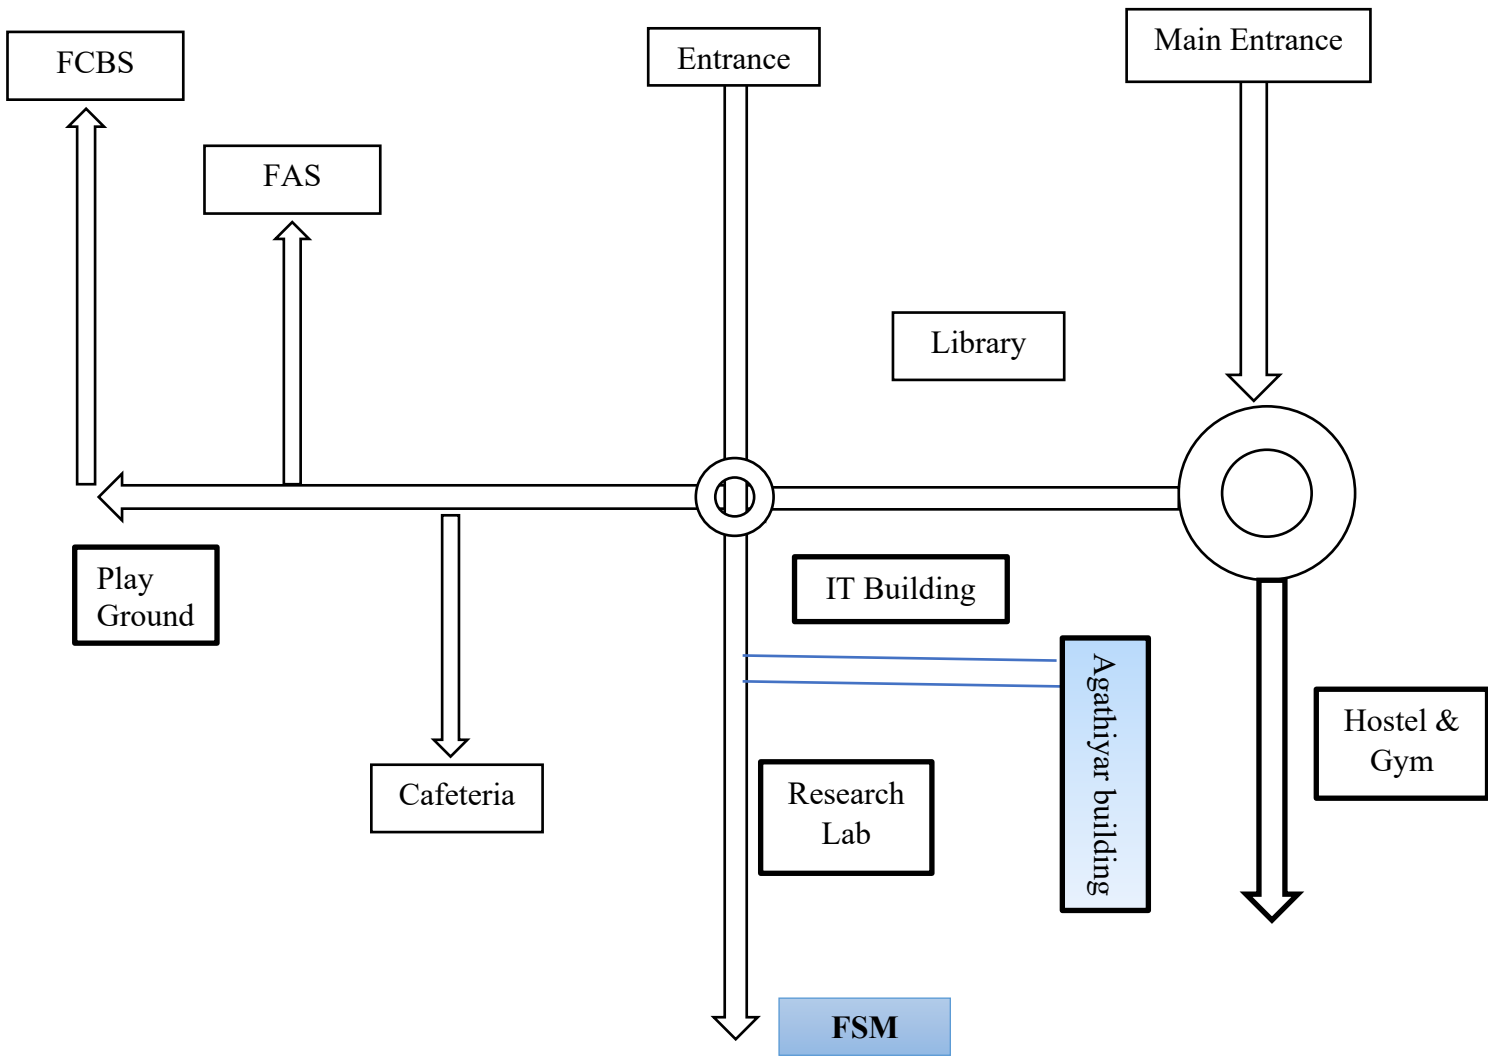 FCBS
Entrance
Main Entrance
FAS
Library
Play
Ground
IT Building
Agathiyar building
Hostel &
Gym
Cafeteria
Research
Lab
FSM